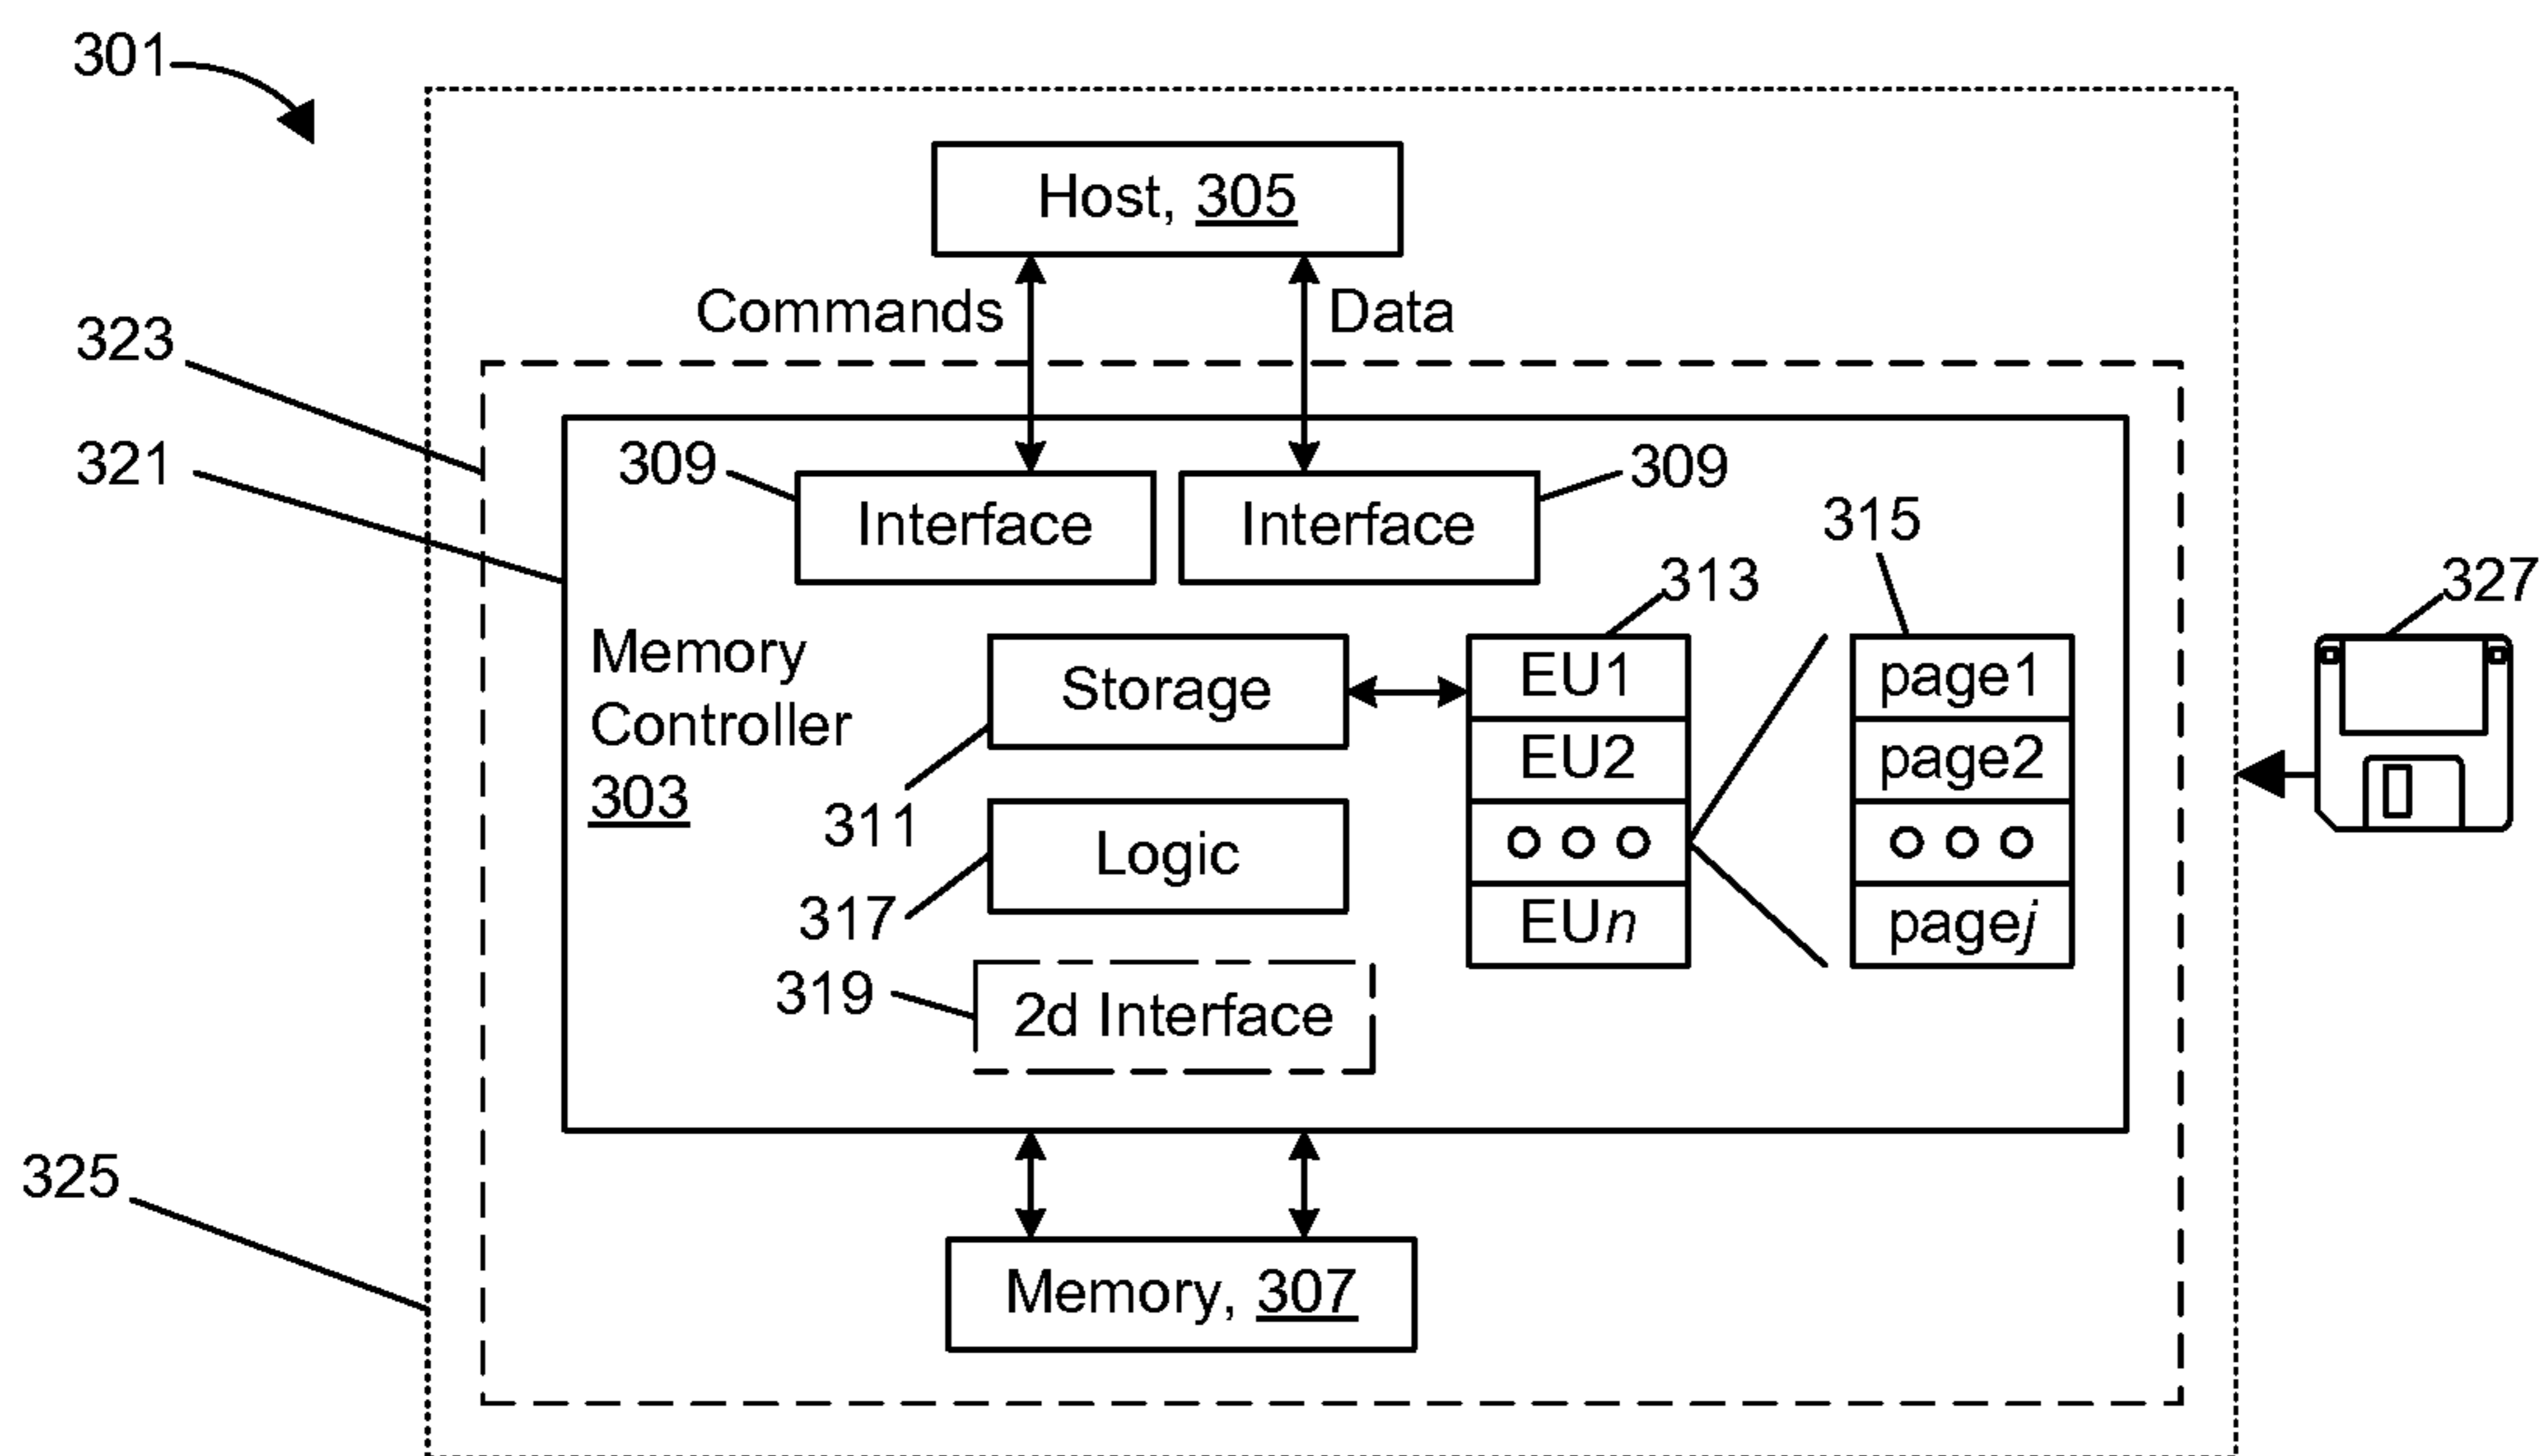 301
Host, 305
Commands
Data
323
321
309
Interface
Interface
309
315
313
327
Memory
Controller
303
Storage
311
Logic
317
319
2d Interface
EU1
EU2
EUn
page1
page2
pagej
325
Memory, 307